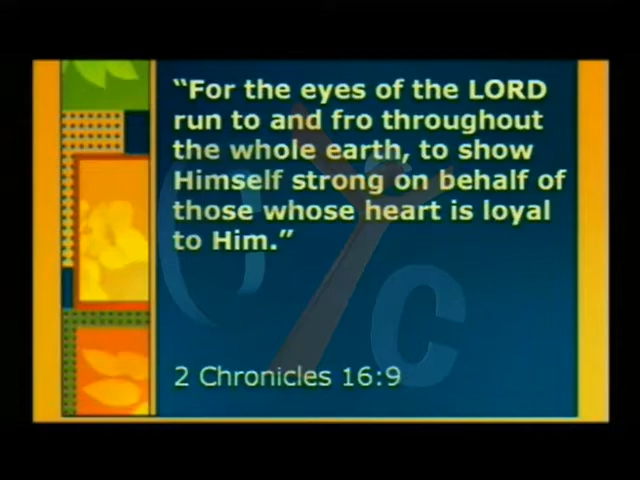 “For the eyes of the LORD
run to and fro throughout
the whole earth, to show
Himself strong on behalf of
those whose heart is loyal
to Him.”
2 Chronicles 16:9
CYC